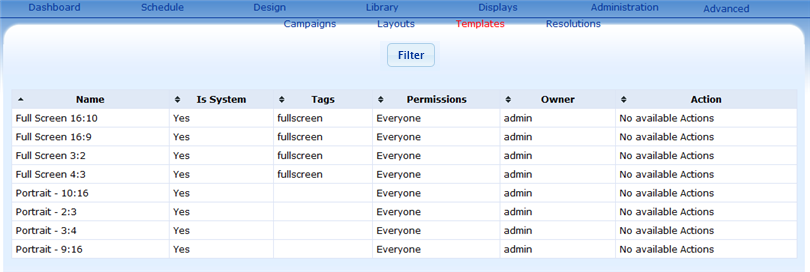 Dashboard Schedule Design Library Displays Administration Advanced
Campaigns Layouts Templates Resolutions
Filter
Name Is System Tags Permissions Owner Action
Full Screen 16:10 Yes fullscreen Everyone admin No available Actions
Full Screen 16:9 Yes fullscreen Everyone admin No available Actions
Full Screen 3:2 Yes fullscreen Everyone admin No available Actions
Full Screen 4:3 Yes fullscreen Everyone admin No available Actions
Portrait - 10:16 Yes Everyone admin No available Actions
Portrait - 2:3 Yes Everyone admin No available Actions
Portrait - 3:4 Yes Everyone admin No available Actions
Portrait - 9:16 Yes Everyone admin No available Actions